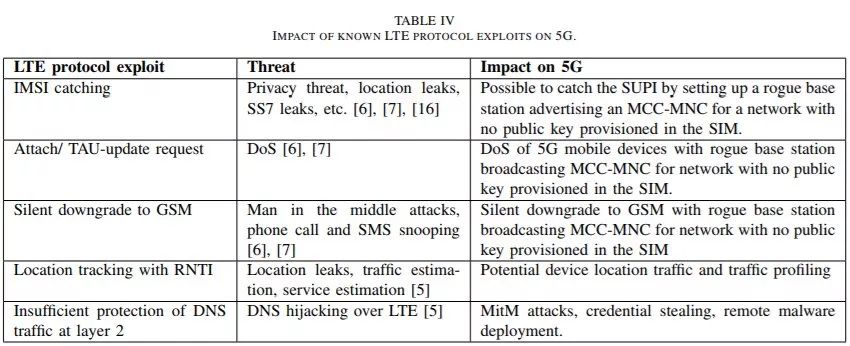 TABLE IV
IMPACT OF KNOWN LTE PROTOCOL EXPLOITS ON 5G.
LTE protocol exploit
Threat
Impact on 5G
IMSI catching
Privacy threat, location leaks,
SS7 leaks, etc. [6], [7], [16]
Possible to catch the SUPI by setting up a rogue base
station advertising an MCC-MNC for a network with
no public key provisioned in the SIM.
Attach/ TAU-update request
DoS [6], [7]
DoS of 5G mobile devices with rogue base station
broadcasting MCC-MNC for network with no public
key provisioned in the SIM.
Silent downgrade to GSM
Man in the middle attacks,
phone call and SMS snooping
[6], [7]
Silent downgrade to GSM with rogue base station
broadcasting MCC-MNC for network with no public
key provisioned in the SIM
Location tracking with RNTI
Location leaks, traffic estima-
tion, service estimation [5]
Potential device location traffic and traffic profiling
Insufficient protection of DNS
traffic at layer 2
DNS hijacking over LTE [5]
MitM attacks, credential stealing, remote malware
deployment.